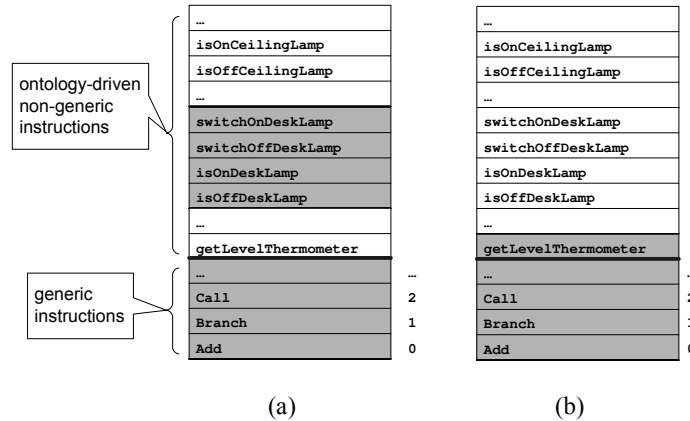 …
isOnCeilingLamp
isOffCeilingLamp
…
switchOnDeskLamp
switchOffDeskLamp
isOnDeskLamp
isOffDeskLamp
…
getLevelThermometer
… …
Call 2
Branch 1
Add 0
ontology-driven
non-generic
instructions
generic
instructions
(a)
…
isOnCeilingLamp
isOffCeilingLamp
…
switchOnDeskLamp
switchOffDeskLamp
isOnDeskLamp
isOffDeskLamp
…
getLevelThermometer
…
Call
Branch
Add
(b)